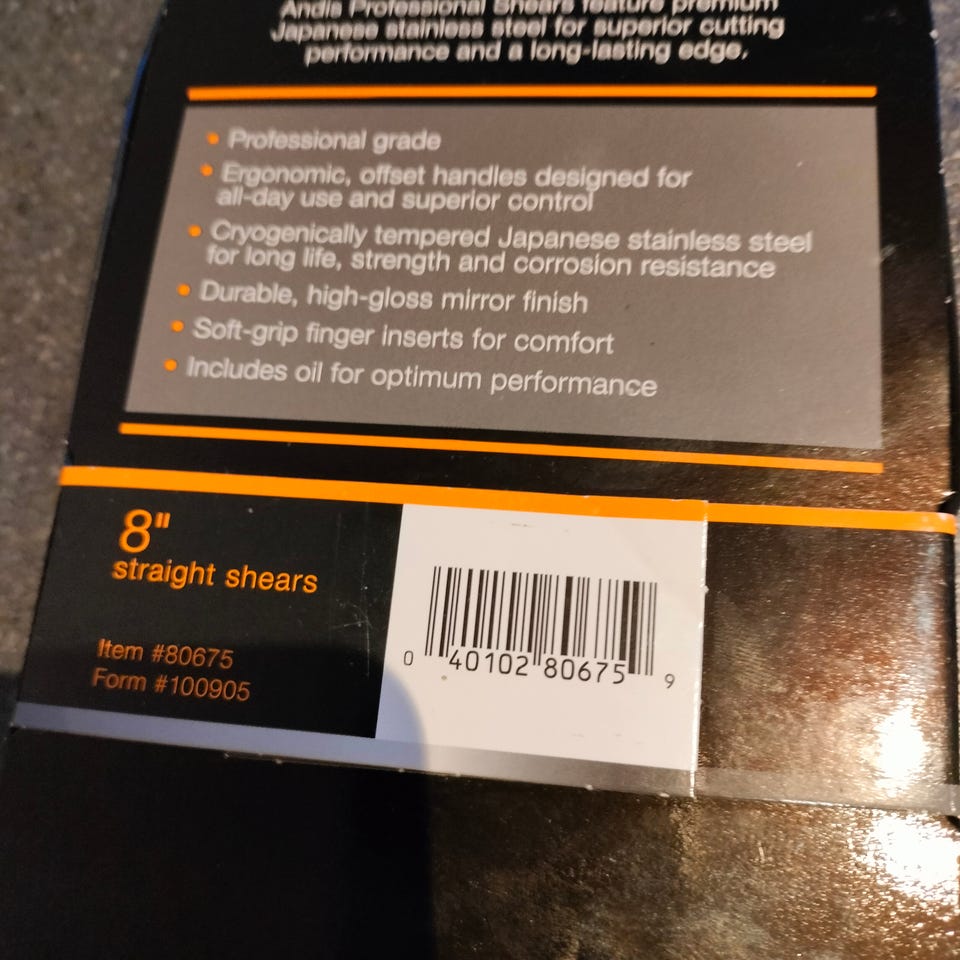 Andis Professional Shears feature premium
Japanese stainless steel for superior cutting
performance and a long-lasting edge.
• Professional grade
• Ergonomic, offset handles designed for
all-day use and superior control
• Cryogenically tempered Japanese stainless steel
for long life, strength and corrosion resistance
• Durable, high-gloss mirror finish
• Soft-grip finger inserts for comfort
• Includes oil for optimum performance
8"
straight shears
Item #80675
Form #100905
0 40102 80675 9